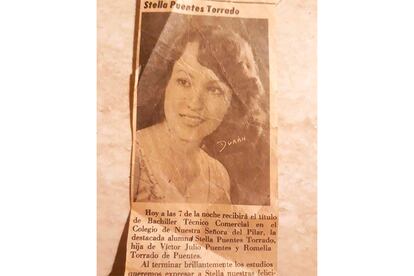 Stella Puentes Torrado
DURÁN
Hoy a las 7 de la noche recibirá el título
de Bachiller Técnico Comercial en el
Colegio de Nuestra Señora del Pilar, la
destacada alumna Stella Puentes Torrado,
hija de Víctor Julio Puentes y Romelia
Torrado de Puentes.
Al terminar brillantemente los estudios
queremos expresar a Stella nuestras felici-